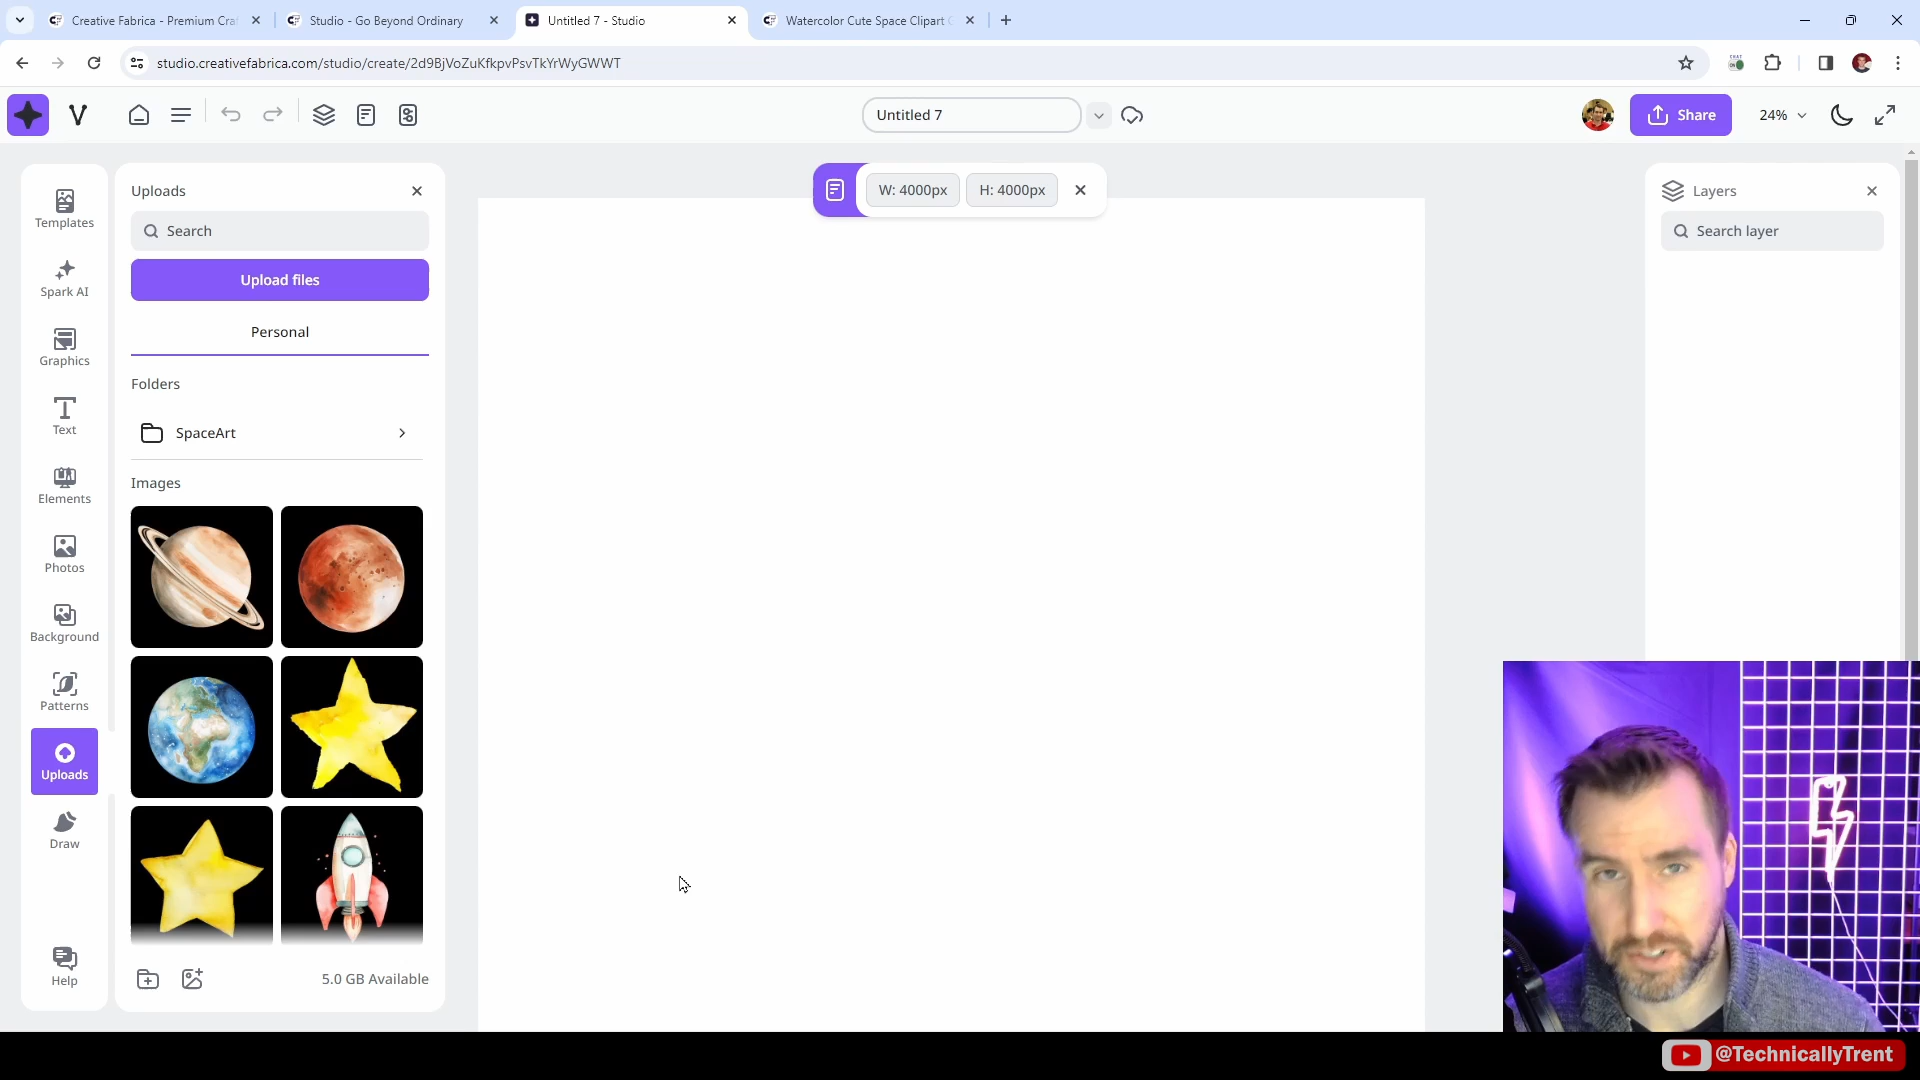 Creative Fabrica - Premium Cra
Studio - Go Beyond Ordinary
Untitled 7 - Studio
Watercolor Cute Space Clipart
studio.creativefabrica.com/studio/create/2d9BjVoZuKfkpvPsvTkYrWyGWWT
Untitled 7
Share
24%
Templates
Spark AI
Graphics
Text
Elements
Photos
Background
Patterns
Uploads
Draw
Help
Uploads
Search
Upload files
Personal
Folders
SpaceArt
Images
5.0 GB Available
W: 4000px
H: 4000px
Layers
Search layer
@TechnicallyTrent